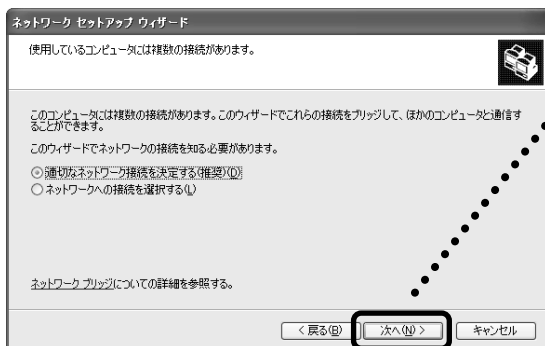 ネットワーク セットアップ ウィザード
使用しているコンピュータには複数の接続があります。
このコンピュータには複数の接続があります。このウィザードでこれらの接続をブリッジして、ほかのコンピュータと通信す
ることができます。
このウィザードでネットワークの接続を知る必要があります。
適切なネットワーク接続を決定する(推奨)(D)
ネットワークへの接続を選択する(L)
ネットワーク ブリッジについての詳細を参照する。
< 戻る(B) 次へ(N) > キャンセル